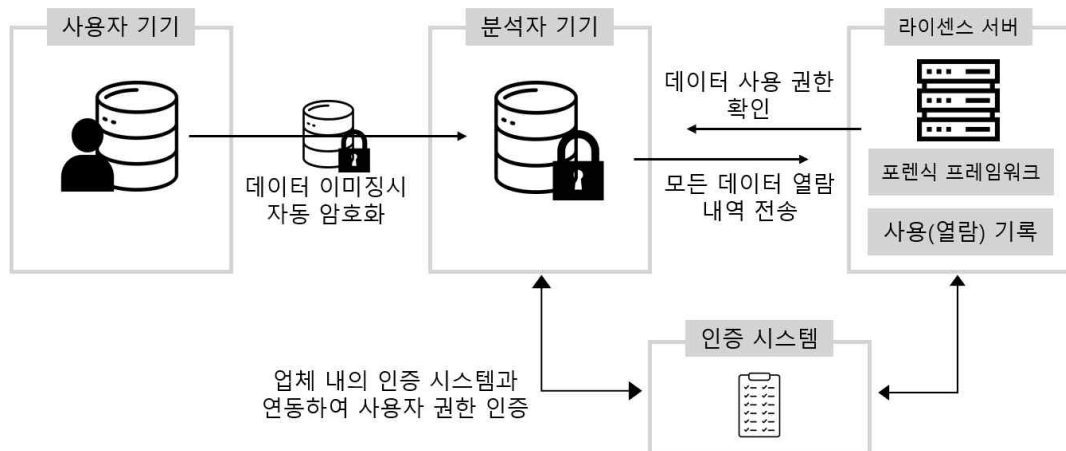 사용자 기기
분석자 기기
라이센스 서버
데이터 사용 권한
확인
데이터 이미징시
자동 암호화
모든 데이터 열람
내역 전송
포렌식 프레임워크
사용(열람) 기록
인증 시스템
업체 내의 인증 시스템과
연동하여 사용자 권한 인증